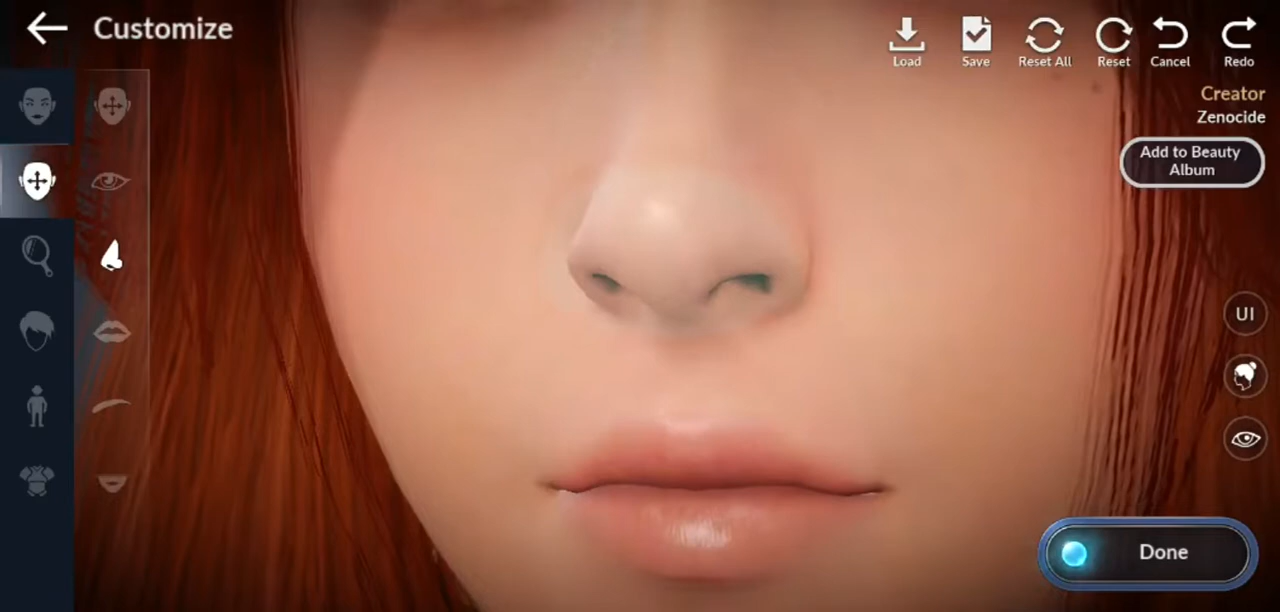 Customize
Load
Save
Reset All
Reset
Cancel
Redo
Creator
Zenocide
Add to Beauty
Album
UI
Done